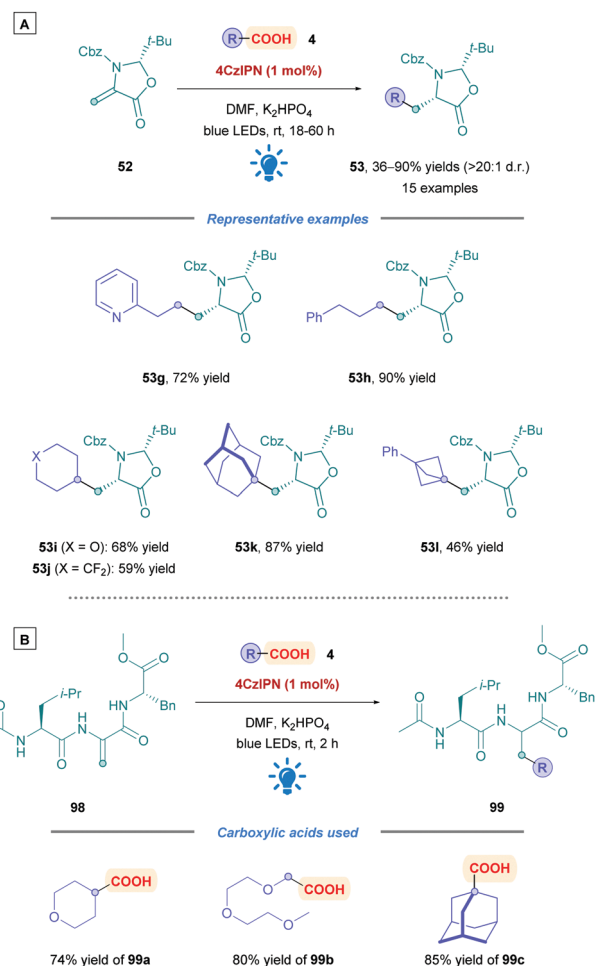 A
Cbz
t-Bu
N
O
O
52
R–COOH 4
4CzIPN (1 mol%)
DMF, K₂HPO₄
blue LEDs, rt, 18-60 h
Cbz
t-Bu
N
O
R
O
53, 36–90% yields (>20:1 d.r.)
15 examples
Representative examples
Cbz
t-Bu
N
O
N
O
53g, 72% yield
Cbz
t-Bu
N
O
Ph
O
53h, 90% yield
Cbz
t-Bu
X
N
O
O
53i (X = O): 68% yield
53j (X = CF₂): 59% yield
Cbz
t-Bu
N
O
O
53k, 87% yield
Cbz
t-Bu
Ph
N
O
O
53l, 46% yield
B
O
i-Pr
O
N
H
O
H
N
O
HN
Bn
O
O
98
R–COOH 4
4CzIPN (1 mol%)
DMF, K₂HPO₄
blue LEDs, rt, 2 h
O
i-Pr
N
H
O
H
N
O
HN
Bn
O
O
R
99
Carboxylic acids used
COOH
O
74% yield of 99a
O
COOH
O
O
80% yield of 99b
COOH
85% yield of 99c